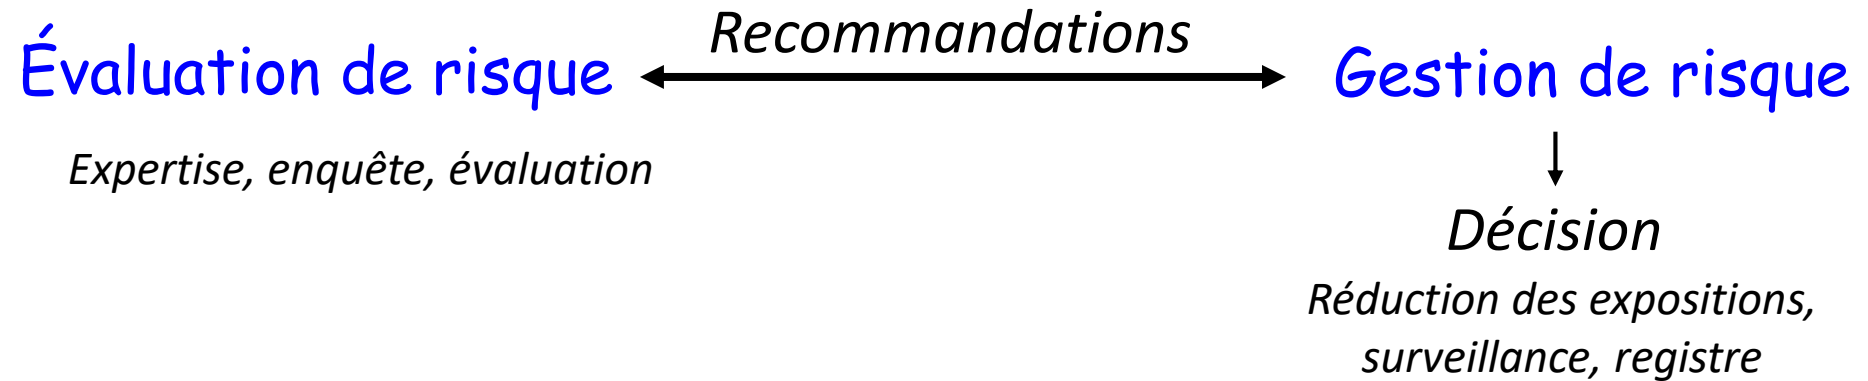 Recommandations
Évaluation de risque
Gestion de risque
Expertise, enquête, évaluation
Décision
Réduction des expositions,
surveillance, registre